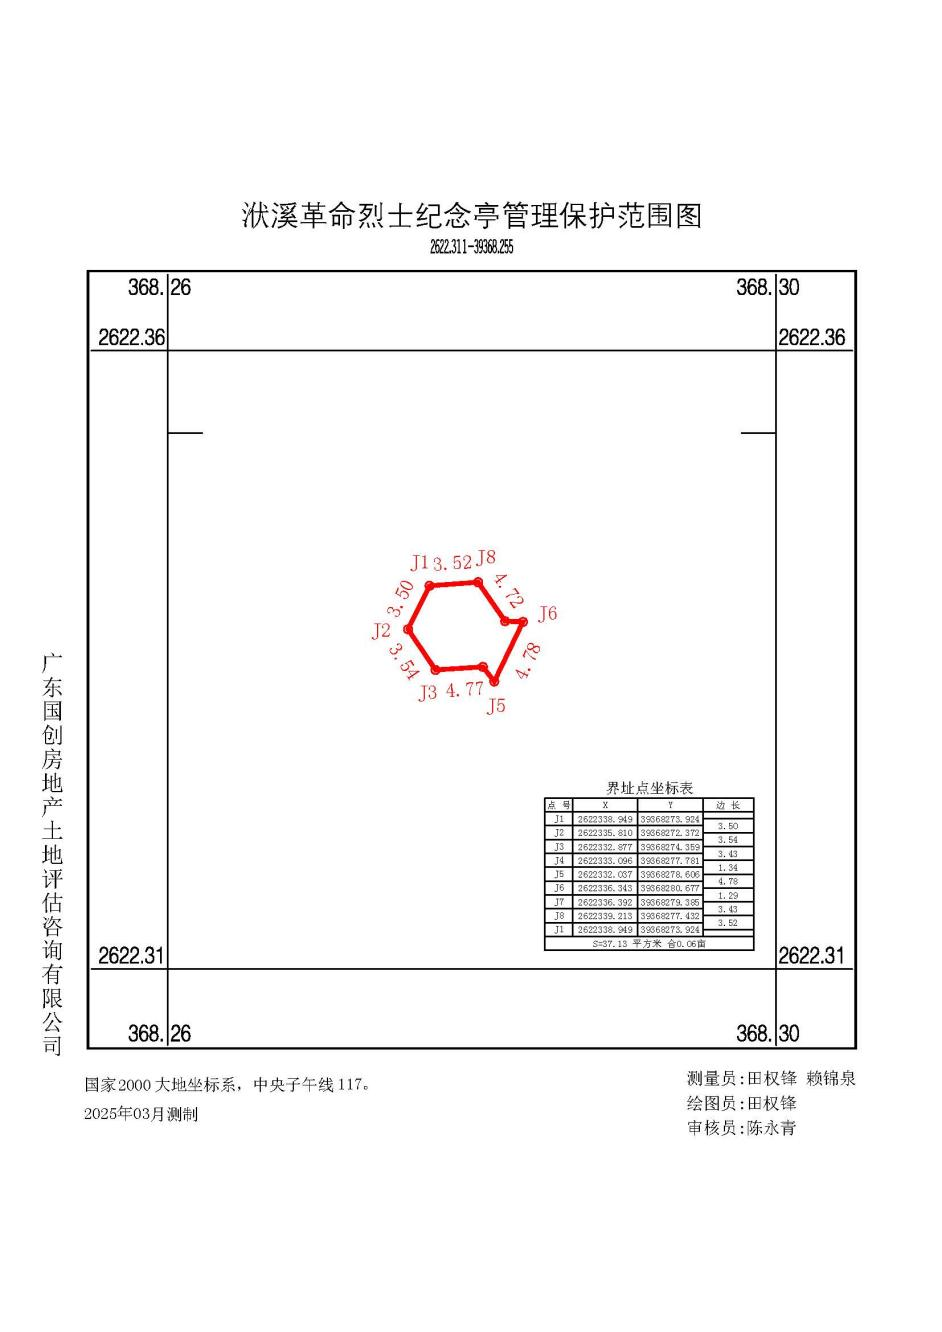 洑溪革命烈士纪念亭管理保护范围图
2622.311-39368.255
368. 26
368. 30
2622.36
2622.36
J1 3.52 J8
3.50
4.72
J2
J6
3.54
4.78
J3 4.77
J5
广东国创房地产土地评估咨询有限公司
界址点坐标表
点 号 X Y 边 长
J1 2622338.949 39368273.924
3.50
J2 2622335.810 39368272.372
3.54
J3 2622332.877 39368274.359
3.43
J4 2622333.096 39368277.781
1.34
J5 2622332.037 39368278.606
4.78
J6 2622336.343 39368280.677
1.29
J7 2622336.392 39368279.385
3.43
J8 2622339.213 39368277.432
3.52
J1 2622338.949 39368273.924
S=37.13 平方米 合0.06亩
2622.31
2622.31
368. 26
368. 30
国家2000大地坐标系，中央子午线117。
2025年03月测制
测量员:田权锋 赖锦泉
绘图员:田权锋
审核员:陈永青